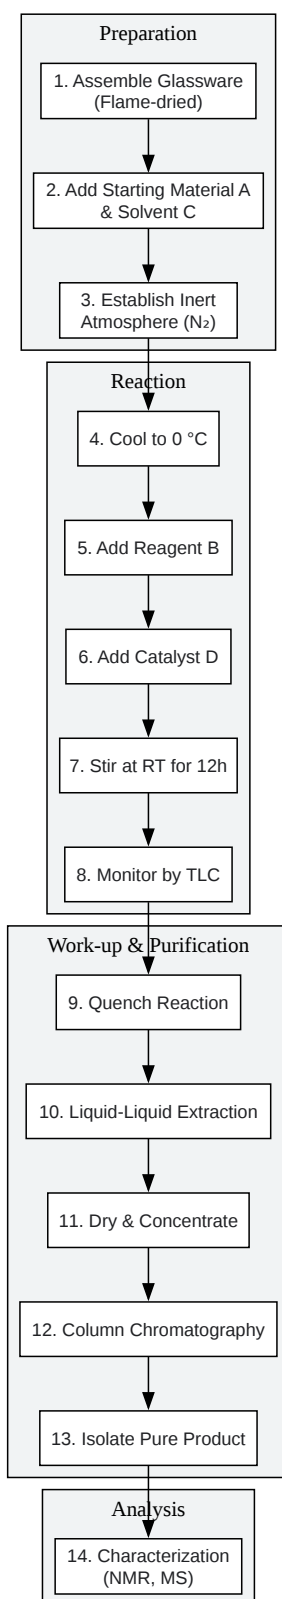 Preparation
1. Assemble Glassware
(Flame-dried)
2. Add Starting Material A
& Solvent C
3. Establish Inert
Atmosphere (N₂)
Reaction
4. Cool to 0 °C
5. Add Reagent B
6. Add Catalyst D
7. Stir at RT for 12h
8. Monitor by TLC
Work-up & Purification
9. Quench Reaction
10. Liquid-Liquid Extraction
11. Dry & Concentrate
12. Column Chromatography
13. Isolate Pure Product
Analysis
14. Characterization
(NMR, MS)